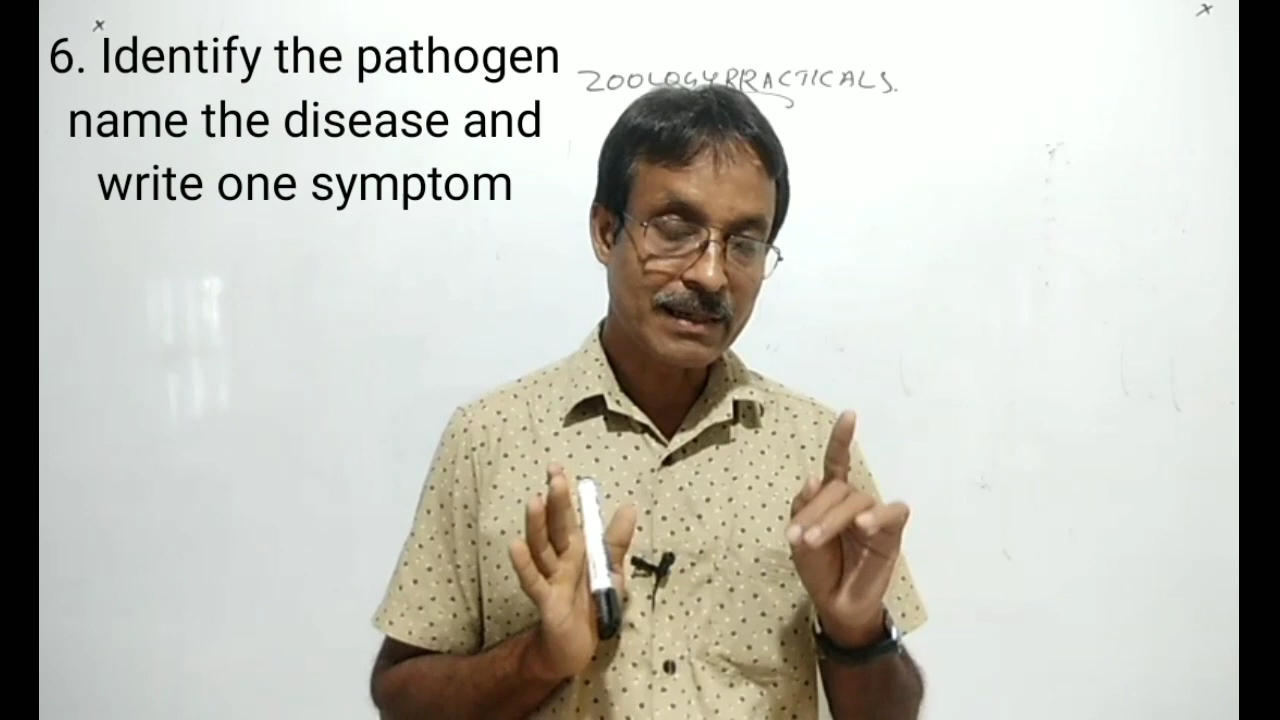 6. Identify the pathogen
name the disease and
write one symptom
ZOOLOGY PRACTICALS.